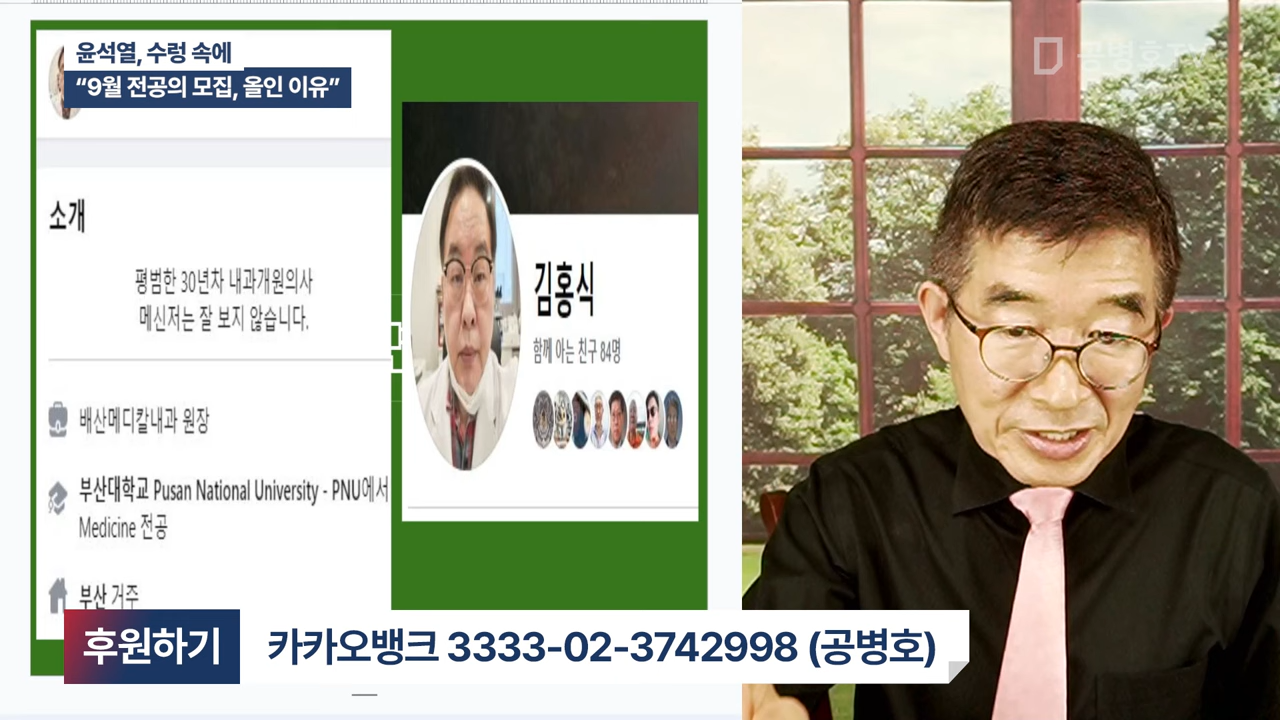 윤석열, 수렁 속에
“9월 전공의 모집, 올인 이유”
공병호TV
소개
평범한 30년차 내과개원의사
메신저는 잘 보지 않습니다.
배산메디칼내과 원장
부산대학교 Pusan National University - PNU에서
Medicine 전공
부산 거주
김홍식
함께 아는 친구 84명
후원하기
카카오뱅크 3333-02-3742998 (공병호)